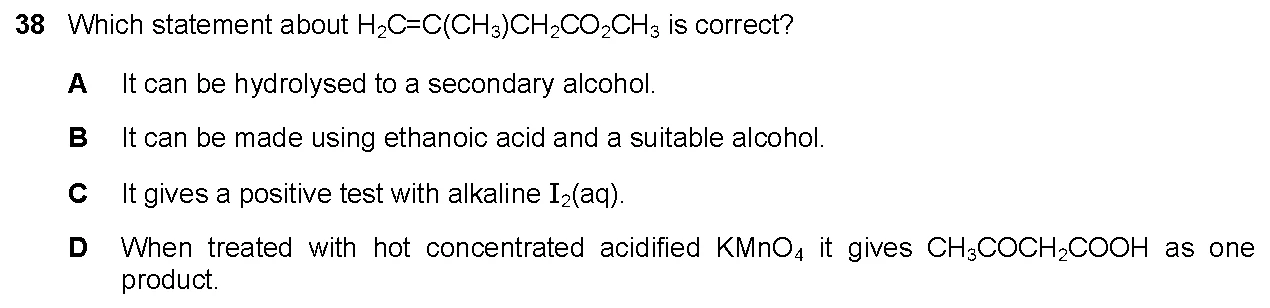 38 Which statement about H₂C=C(CH₃)CH₂CO₂CH₃ is correct?
A It can be hydrolysed to a secondary alcohol.
B It can be made using ethanoic acid and a suitable alcohol.
C It gives a positive test with alkaline I₂(aq).
D When treated with hot concentrated acidified KMnO₄ it gives CH₃COCH₂COOH as one
product.